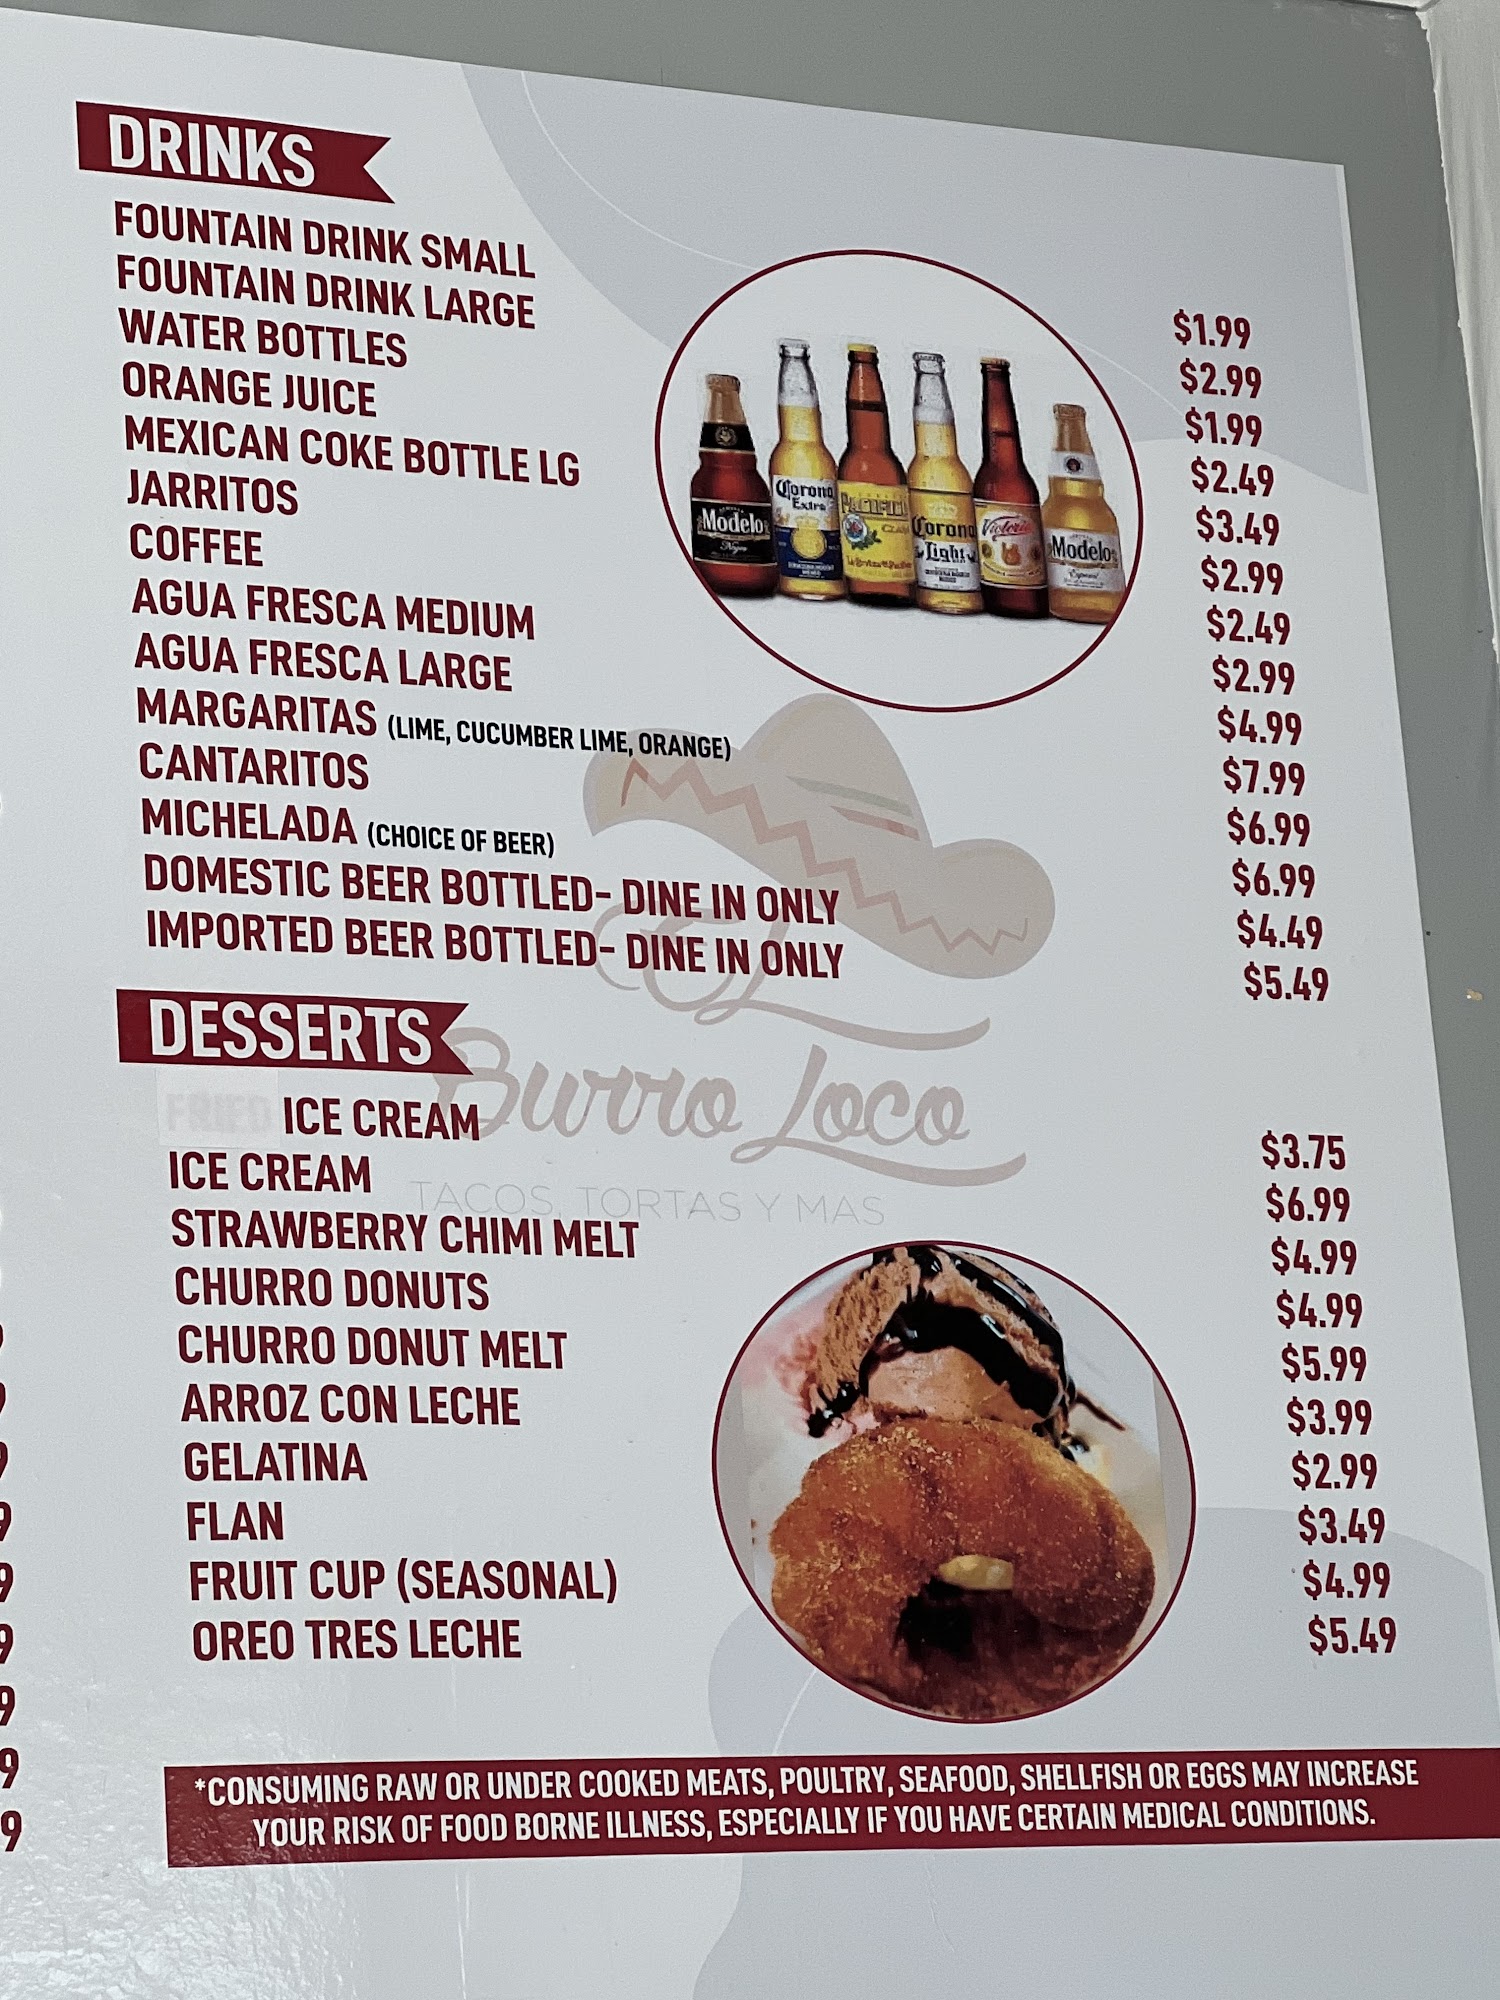 DRINKS
FOUNTAIN DRINK SMALL $1.99
FOUNTAIN DRINK LARGE $2.99
WATER BOTTLES $1.99
ORANGE JUICE $2.49
MEXICAN COKE BOTTLE LG $3.49
JARRITOS $2.99
COFFEE $2.49
AGUA FRESCA MEDIUM $2.99
AGUA FRESCA LARGE $4.99
MARGARITAS (LIME, CUCUMBER LIME, ORANGE) $7.99
CANTARITOS $6.99
MICHELADA (CHOICE OF BEER) $6.99
DOMESTIC BEER BOTTLED- DINE IN ONLY $4.49
IMPORTED BEER BOTTLED- DINE IN ONLY $5.49
Modelo
Corona
Extra
PACIFICO
Corona
Light
Victoria
Modelo
El
Burro Loco
TACOS, TORTAS Y MAS
DESSERTS
FRIED ICE CREAM $3.75
ICE CREAM $6.99
STRAWBERRY CHIMI MELT $4.99
CHURRO DONUTS $4.99
CHURRO DONUT MELT $5.99
ARROZ CON LECHE $3.99
GELATINA $2.99
FLAN $3.49
FRUIT CUP (SEASONAL) $4.99
OREO TRES LECHE $5.49
*CONSUMING RAW OR UNDER COOKED MEATS, POULTRY, SEAFOOD, SHELLFISH OR EGGS MAY INCREASE
YOUR RISK OF FOOD BORNE ILLNESS, ESPECIALLY IF YOU HAVE CERTAIN MEDICAL CONDITIONS.